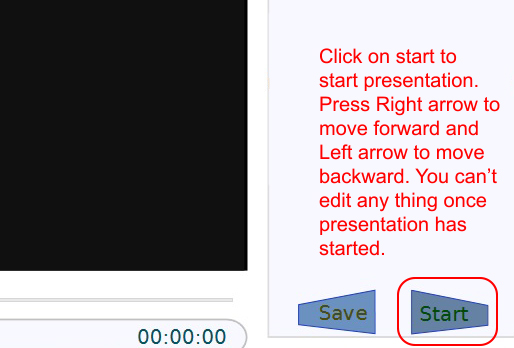 Click on start to
start presentation.
Press Right arrow to
move forward and
Left arrow to move
backward. You can't
edit any thing once
presentation has
started.
Save
Start
00:00:00